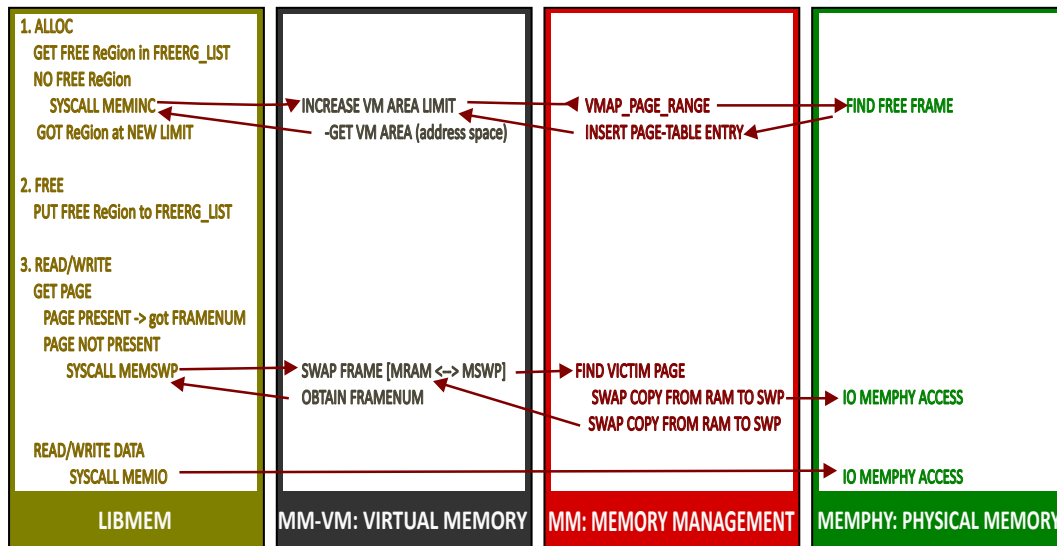 1. ALLOC
GET FREE ReGion in FREERG_LIST
NO FREE ReGion
SYSCALL MEMINC
GOT ReGion at NEW LIMIT
2. FREE
PUT FREE ReGion to FREERG_LIST
3. READ/WRITE
GET PAGE
PAGE PRESENT -> got FRAMENUM
PAGE NOT PRESENT
SYSCALL MEMSWP
READ/WRITE DATA
SYSCALL MEMIO
LIBMEM
INCREASE VM AREA LIMIT
-GET VM AREA (address space)
SWAP FRAME [MRAM <--> MSWP]
OBTAIN FRAMENUM
MM-VM: VIRTUAL MEMORY
VMAP_PAGE_RANGE
INSERT PAGE-TABLE ENTRY
FIND VICTIM PAGE
SWAP COPY FROM RAM TO SWP
SWAP COPY FROM RAM TO SWP
MM: MEMORY MANAGEMENT
FIND FREE FRAME
IO MEMPHY ACCESS
IO MEMPHY ACCESS
MEMPHY: PHYSICAL MEMORY